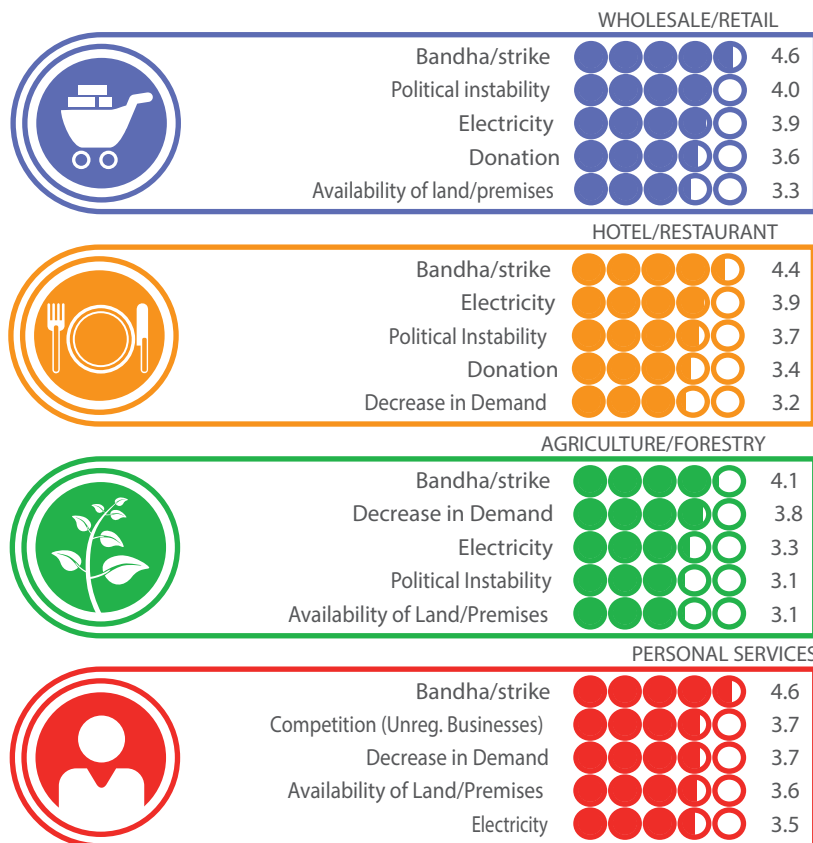 WHOLESALE/RETAIL
Bandha/strike 4.6
Political instability 4.0
Electricity 3.9
Donation 3.6
Availability of land/premises 3.3
HOTEL/RESTAURANT
Bandha/strike 4.4
Electricity 3.9
Political Instability 3.7
Donation 3.4
Decrease in Demand 3.2
AGRICULTURE/FORESTRY
Bandha/strike 4.1
Decrease in Demand 3.8
Electricity 3.3
Political Instability 3.1
Availability of Land/Premises 3.1
PERSONAL SERVICES
Bandha/strike 4.6
Competition (Unreg. Businesses) 3.7
Decrease in Demand 3.7
Availability of Land/Premises 3.6
Electricity 3.5